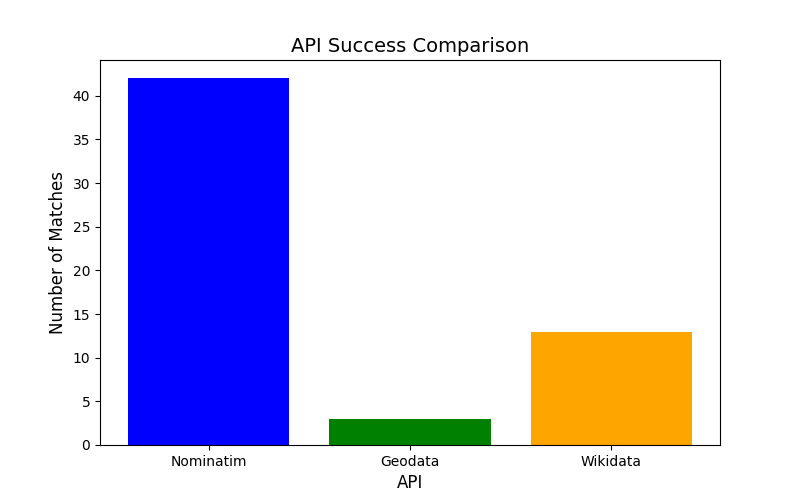 API Success Comparison
Number of Matches
40
35
30
25
20
15
10
5
0
Nominatim Geodata Wikidata
API